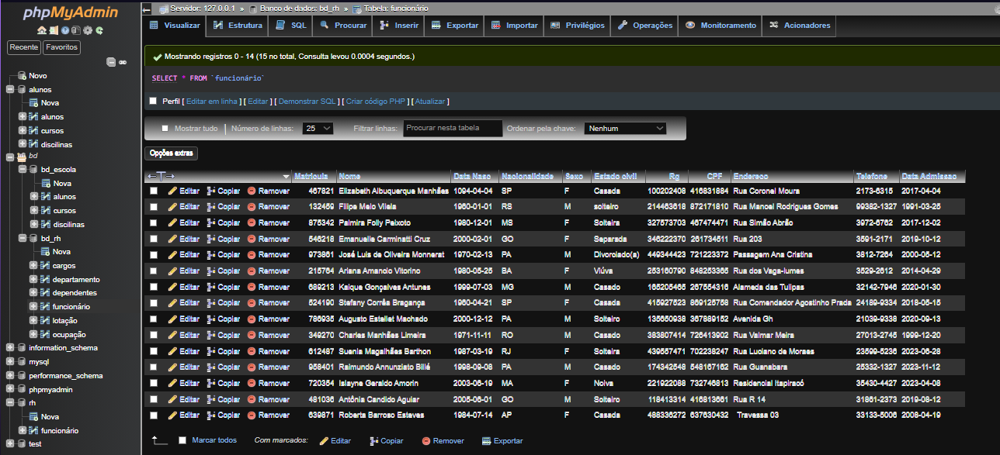 phpMyAdmin
Recente Favoritos
Novo
alunos
Nova
alunos
cursos
discilinas
bd
bd_escola
Nova
alunos
cursos
discilinas
bd_rh
Nova
cargos
departamento
dependentes
funcionário
lotação
ocupação
information_schema
mysql
performance_schema
phpmyadmin
rh
Nova
funcionário
test
Servidor: 127.0.0.1 » Banco de dados: bd_rh » Tabela: funcionário
Visualizar Estrutura SQL Procurar Inserir Exportar Importar Privilégios Operações Monitoramento Acionadores
Mostrando registros 0 - 14 (15 no total, Consulta levou 0.0004 segundos.)
SELECT * FROM `funcionário`
Perfil [ Editar em linha ] [ Editar ] [ Demonstrar SQL ] [ Criar código PHP ] [ Atualizar ]
Mostrar tudo Número de linhas: 25 Filtrar linhas: Procurar nesta tabela Ordenar pela chave: Nenhum
Opções extras
←T→ Matricula Nome Data Nasc Nacionalidade Sexo Estado civil Rg CPF Endereco Telefone Data Admissao
Editar Copiar Remover 467821 Elizabeth Albuquerque Manhães 1094-04-04 SP F Casada 100202408 416831884 Rua Coronel Moura 2173-6315 2017-04-04
Editar Copiar Remover 132459 Filipe Melo Vilela 1960-01-01 RS M solteiro 214463618 872171810 Rua Manoel Rodrigues Gomes 99382-1327 1991-03-25
Editar Copiar Remover 875342 Palmira Folly Peixoto 1980-12-01 MS F Solteira 327573703 467474471 Rua Simão Abrão 3972-6762 2017-12-02
Editar Copiar Remover 546218 Emanuelle Carminatii Cruz 2000-02-01 GO F Separada 346222370 261734511 Rua 203 3591-2171 2019-10-12
Editar Copiar Remover 973861 José Luis de Oliveira Monnerat 1970-02-13 PA M Divorciado(a) 449344423 721223372 Passagem Ana Cristina 3812-7264 2000-05-12
Editar Copiar Remover 215764 Ariana Amancio Vitorino 1980-05-25 BA F Viúva 253160790 848253365 Rua dos Vaga-lumes 3529-2612 2014-04-29
Editar Copiar Remover 689213 Kaique Gonçalves Antunes 1999-07-03 MG M Casado 165205465 267554316 Alameda das Tulipas 32142-7946 2020-01-30
Editar Copiar Remover 524190 Stefany Corrêa Bragança 1960-04-21 SP F Casada 415927523 869125758 Rua Comendador Agostinho Prada 24189-9334 2018-05-15
Editar Copiar Remover 786935 Augusto Estellet Machado 2000-12-12 PA M Solteiro 135650938 367889152 Avenida Gh 21039-9338 2020-09-13
Editar Copiar Remover 349270 Charles Manhães Limeira 1971-11-11 RO M Casado 383807414 726413902 Rua Valmar Meira 27013-2745 1999-12-20
Editar Copiar Remover 612487 Suenia Magalhães Barthon 1987-03-19 RJ F Solteira 439557471 702238247 Rua Luciano de Moraes 23599-5236 2023-06-28
Editar Copiar Remover 958401 Raimundo Annunziato Billé 1998-09-08 PA M Casado 174342548 548167162 Rua Guanabara 25332-1327 2023-11-12
Editar Copiar Remover 720354 Islayne Geraldo Amorin 2003-06-19 MA F Noiva 221922088 732746813 Residencial Itapiracó 35430-4427 2023-04-08
Editar Copiar Remover 481036 Antônia Candido Aguiar 2005-06-01 GO M Solteiro 118413314 416813661 Rua R 14 31861-2373 2019-08-12
Editar Copiar Remover 639871 Roberta Barroso Esteves 1984-07-14 AP F Casada 488336272 637630432 Travessa 03 33133-5006 2008-04-19
Marcar todos Com marcados: Editar Copiar Remover Exportar